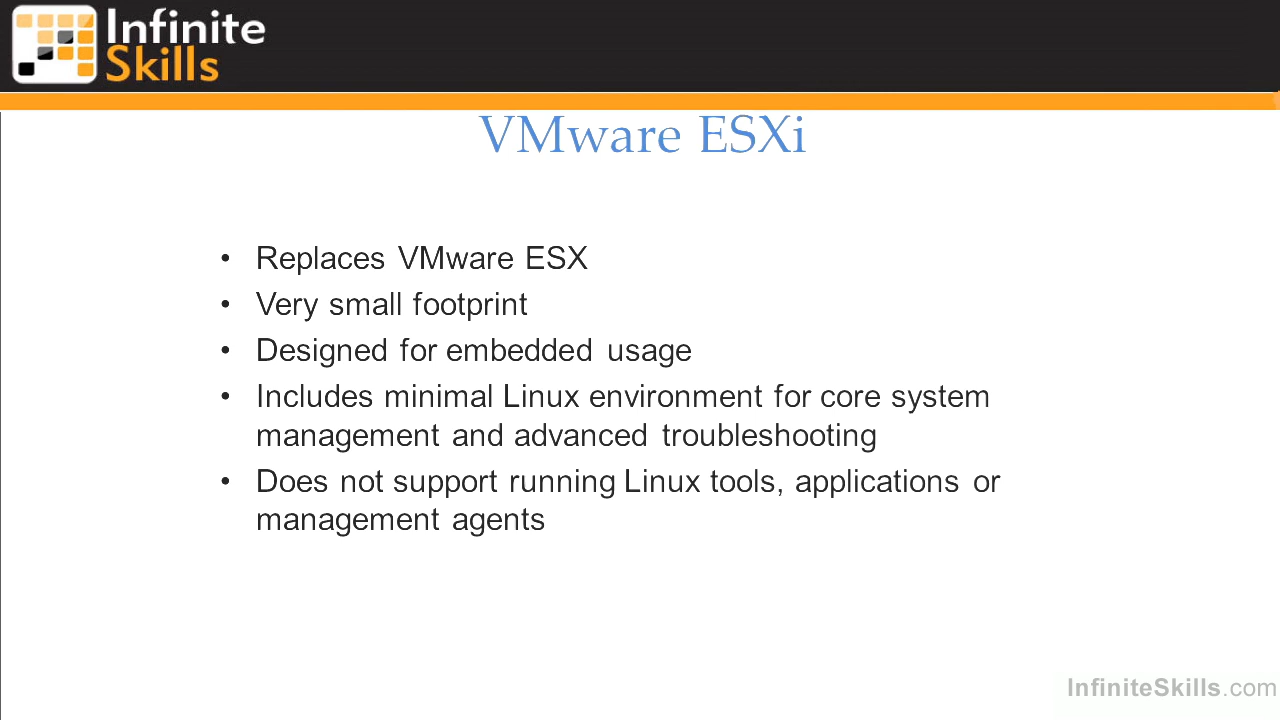 Infinite
Skills
VMware ESXi
• Replaces VMware ESX
• Very small footprint
• Designed for embedded usage
• Includes minimal Linux environment for core system
management and advanced troubleshooting
• Does not support running Linux tools, applications or
management agents
InfiniteSkills.com